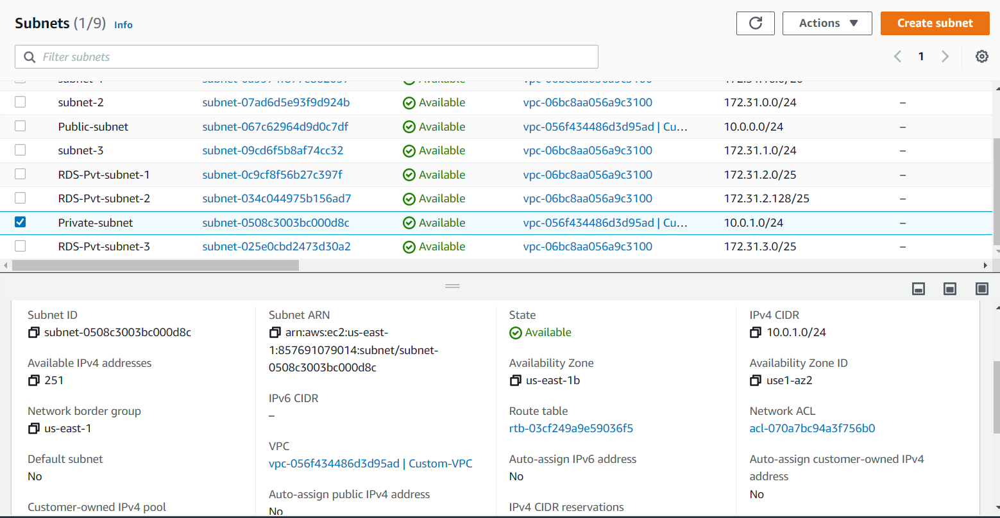 Subnets (1/9) Info
Actions
Create subnet
Filter subnets
1
subnet-2 subnet-07ad6d5e93f9d924b Available vpc-06bc8aa056a9c3100 172.31.0.0/24 –
Public-subnet subnet-067c62964d9d0c7df Available vpc-056f434486d3d95ad | Cu... 10.0.0.0/24 –
subnet-3 subnet-09cd6f5b8af74cc32 Available vpc-06bc8aa056a9c3100 172.31.1.0/24 –
RDS-Pvt-subnet-1 subnet-0c9cf8f56b27c397f Available vpc-06bc8aa056a9c3100 172.31.2.0/25 –
RDS-Pvt-subnet-2 subnet-034c044975b156ad7 Available vpc-06bc8aa056a9c3100 172.31.2.128/25 –
Private-subnet subnet-0508c3003bc000d8c Available vpc-056f434486d3d95ad | Cu... 10.0.1.0/24 –
RDS-Pvt-subnet-3 subnet-025e0cbd2473d30a2 Available vpc-06bc8aa056a9c3100 172.31.3.0/25 –
Subnet ID
subnet-0508c3003bc000d8c
Available IPv4 addresses
251
Network border group
us-east-1
Default subnet
No
Customer-owned IPv4 pool
Subnet ARN
arn:aws:ec2:us-east-
1:857691079014:subnet/subnet-
0508c3003bc000d8c
IPv6 CIDR
–
VPC
vpc-056f434486d3d95ad | Custom-VPC
Auto-assign public IPv4 address
No
State
Available
Availability Zone
us-east-1b
Route table
rtb-03cf249a9e59036f5
Auto-assign IPv6 address
No
IPv4 CIDR reservations
IPv4 CIDR
10.0.1.0/24
Availability Zone ID
use1-az2
Network ACL
acl-070a7bc94a3f756b0
Auto-assign customer-owned IPv4
address
No